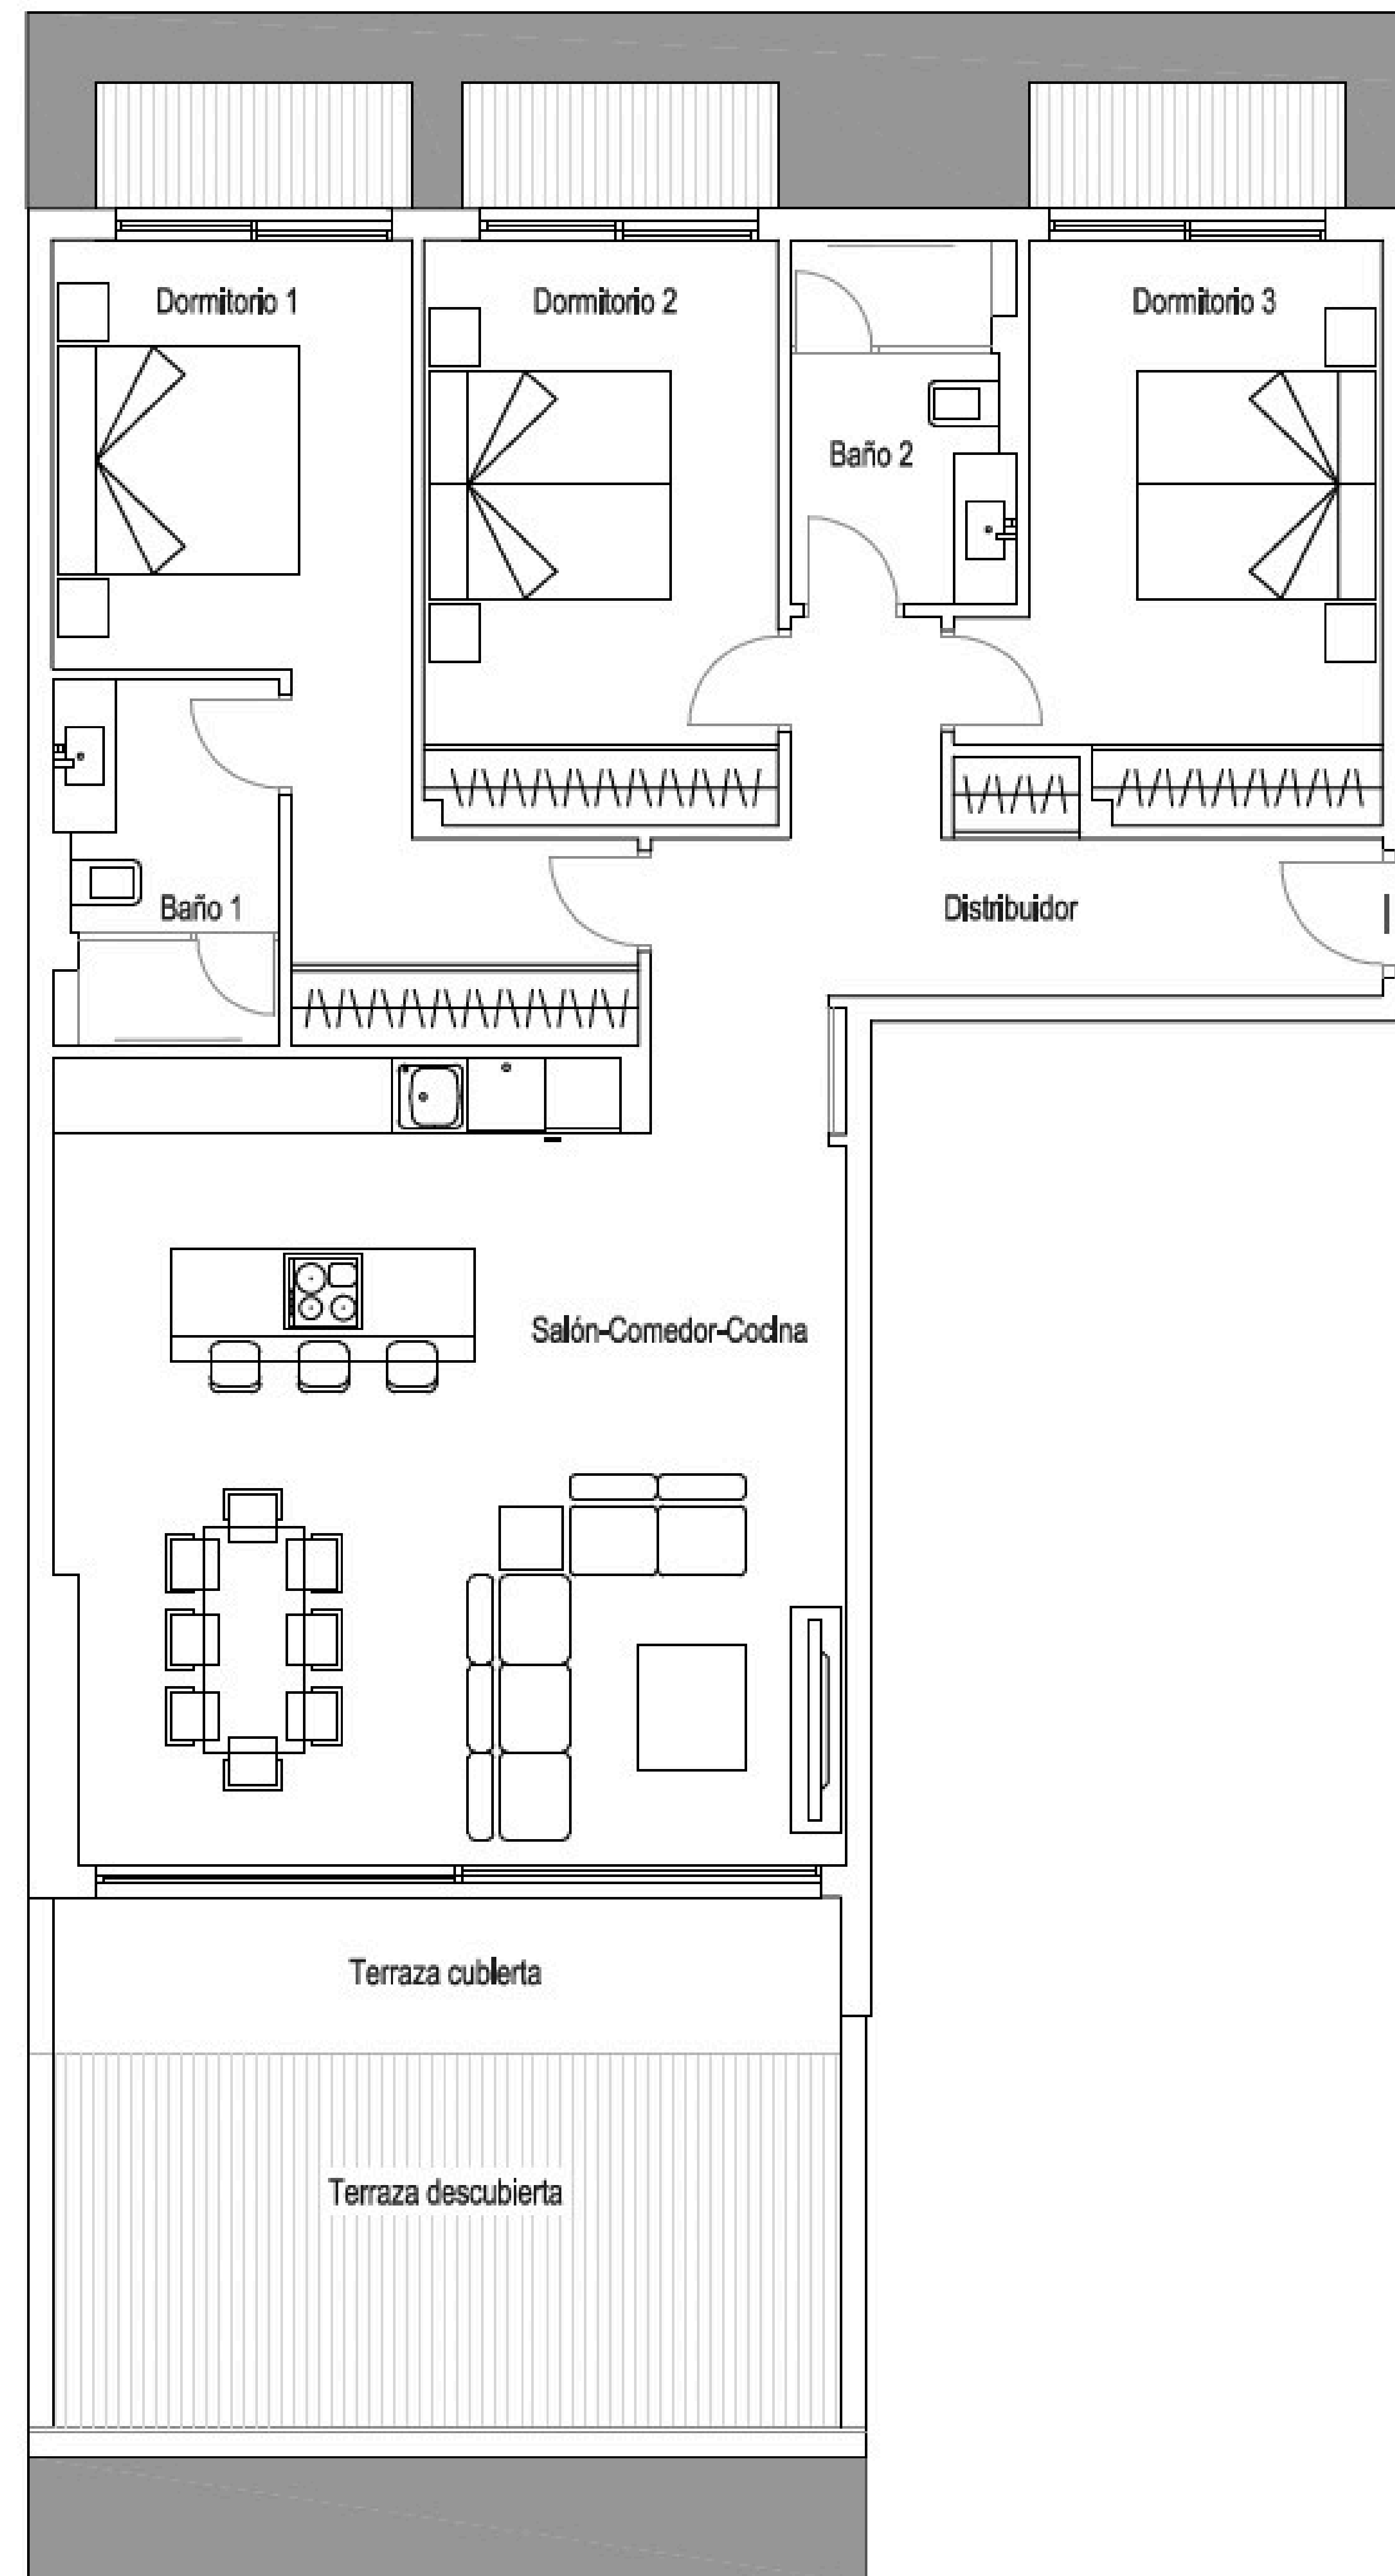 Dormitorio 1
Dormitorio 2
Dormitorio 3
Baño 2
Baño 1
Distribuidor
Salón-Comedor-Cocina
Terraza cubierta
Terraza descubierta